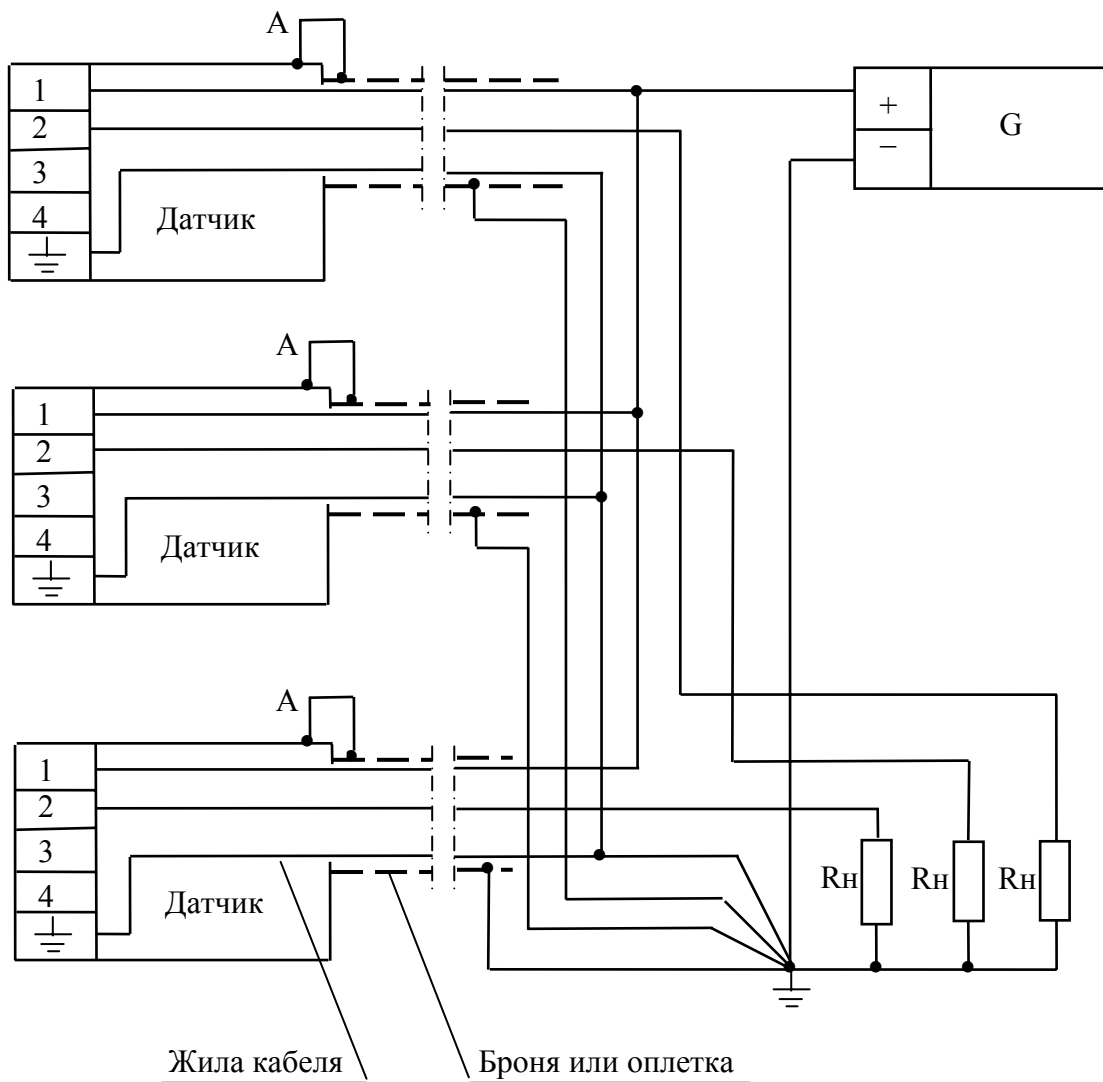 А
1
2
3
4
Датчик
+
−
G
А
1
2
3
4
Датчик
А
1
2
3
4
Датчик
Rн
Rн
Rн
Жила кабеля
Броня или оплетка